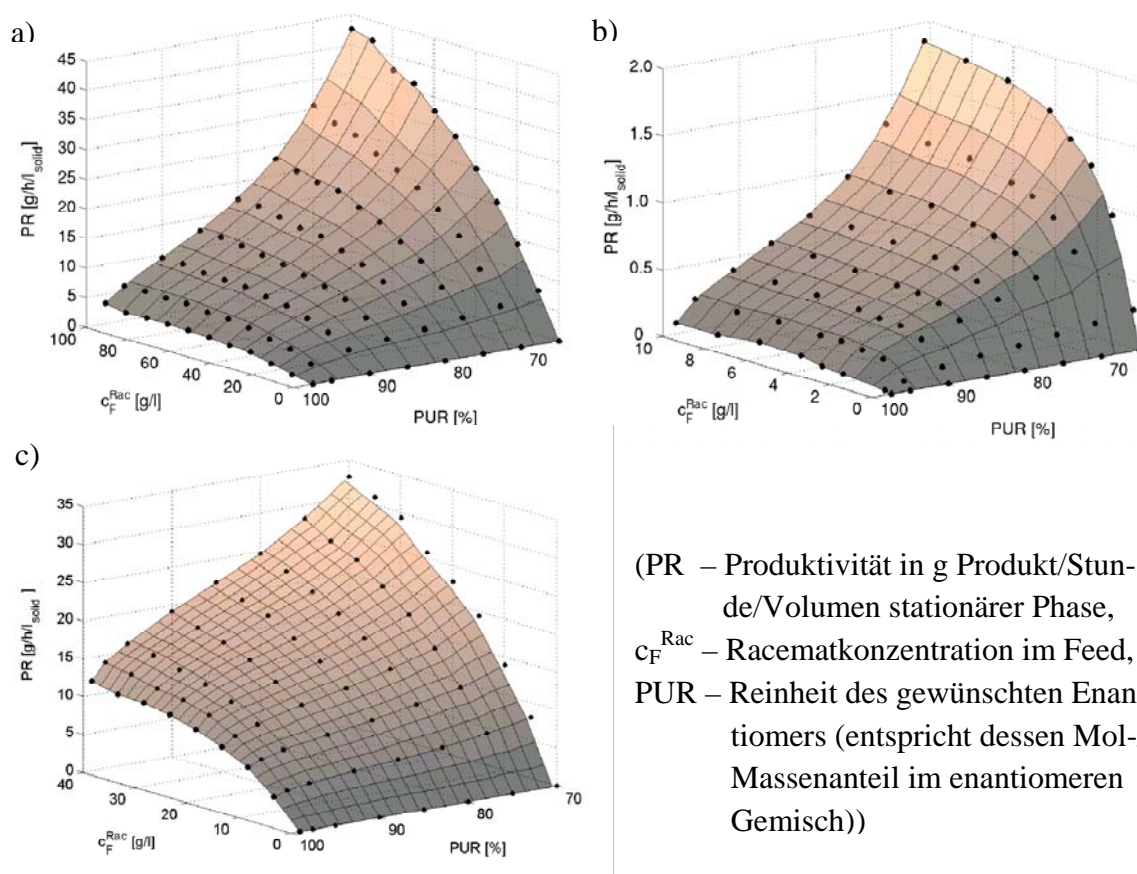 a)
45
40
35
30
25
20
15
10
5
0
PR [g/h/l_solid]
100
80
60
40
20
0
c_F^Rac [g/l]
100
90
80
70
PUR [%]
b)
2.0
1.5
1.0
0.5
0
PR [g/h/l_solid]
10
8
6
4
2
0
c_F^Rac [g/l]
100
90
80
70
PUR [%]
c)
35
30
25
20
15
10
5
0
PR [g/h/l_solid]
40
30
20
10
0
c_F^Rac [g/l]
100
90
80
70
PUR [%]
(PR – Produktivität in g Produkt/Stun-
de/Volumen stationärer Phase,
c_F^Rac – Racematkonzentration im Feed,
PUR – Reinheit des gewünschten Enan
tiomers (entspricht dessen Mol-
Massenanteil im enantiomeren
Gemisch))